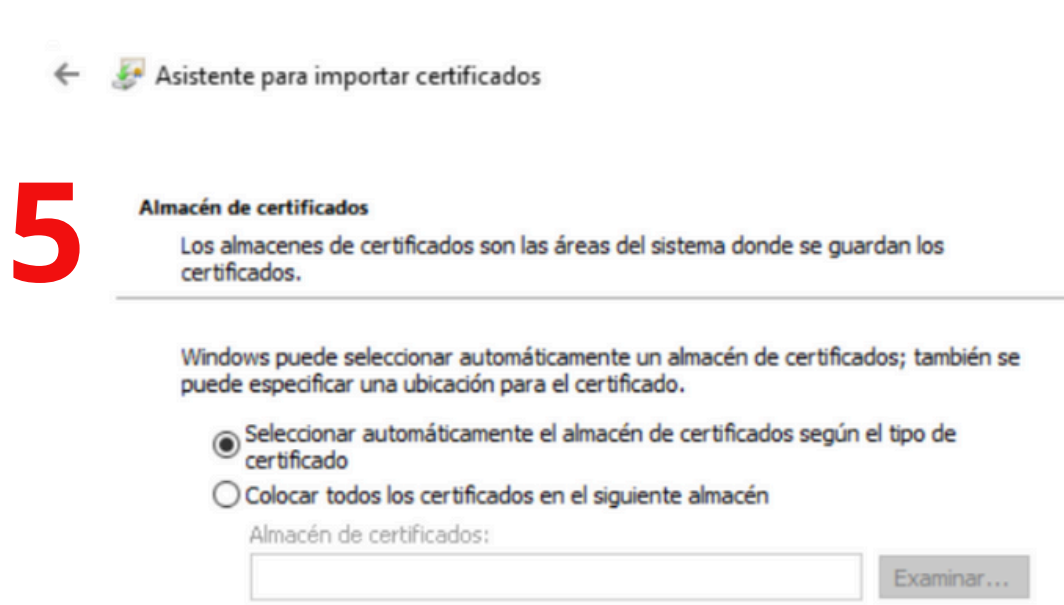 Asistente para importar certificados
5
Almacén de certificados
Los almacenes de certificados son las áreas del sistema donde se guardan los
certificados.
Windows puede seleccionar automáticamente un almacén de certificados; también se
puede especificar una ubicación para el certificado.
Seleccionar automáticamente el almacén de certificados según el tipo de
certificado
Colocar todos los certificados en el siguiente almacén
Almacén de certificados:
Examinar...